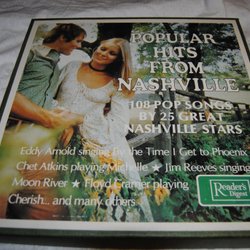 POPULAR
HITS
FROM
NASHVILLE
108 POP SONGS
BY 25 GREAT
NASHVILLE STARS
Eddy Arnold singing By the Time I Get to Phoenix
Chet Atkins playing Michelle ★ Jim Reeves singing
Moon River ★ Floyd Cramer playing
Cherish... and many others
Reader's
Digest